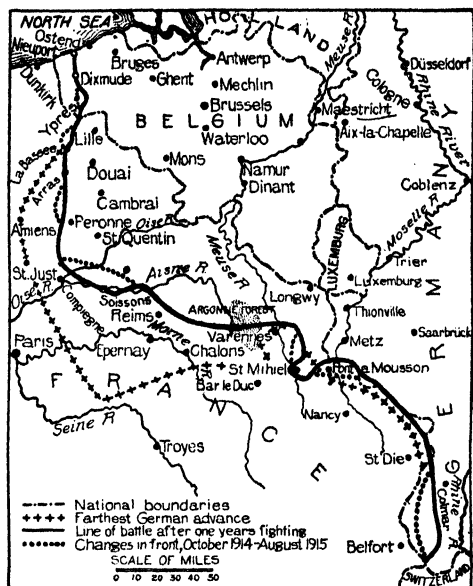 NORTH SEA
HOLLAND
Ostend
Nieuport
Bruges
Antwerp
Meuse R.
Düsseldorf
Dunkirk
Dixmude
Ghent
Mechlin
Cologne
Rhine River
Brussels
Ypres
BELGIUM
Maestricht
Lille
Waterloo
Aix-la-Chapelle
La Bassee
Mons
Namur
Douai
Dinant
Coblenz
Arras
Cambrai
Peronne
Oise R.
Moselle R.
Amiens
St Quentin
Meuse R.
LUXEMBURG
Trier
St. Just
Aisne R.
Luxemburg
Oise R.
Compiegne
Soissons
ARGONNE FOREST
Longwy
Thionville
Reims
Marne
Varennes
Saarbrück
Paris
Epernay
Chalons
Metz
St Mihiel
Pont a Mousson
FRANCE
Bar le Duc
GERMANY
Seine R
Nancy
Troyes
St Die
Colmar
Rhine R.
Belfort
SWITZERLAND
National boundaries
Farthest German advance
Line of battle after one years fighting
Changes in front, October 1914-August 1915
SCALE OF MILES
0 10 20 30 40 50